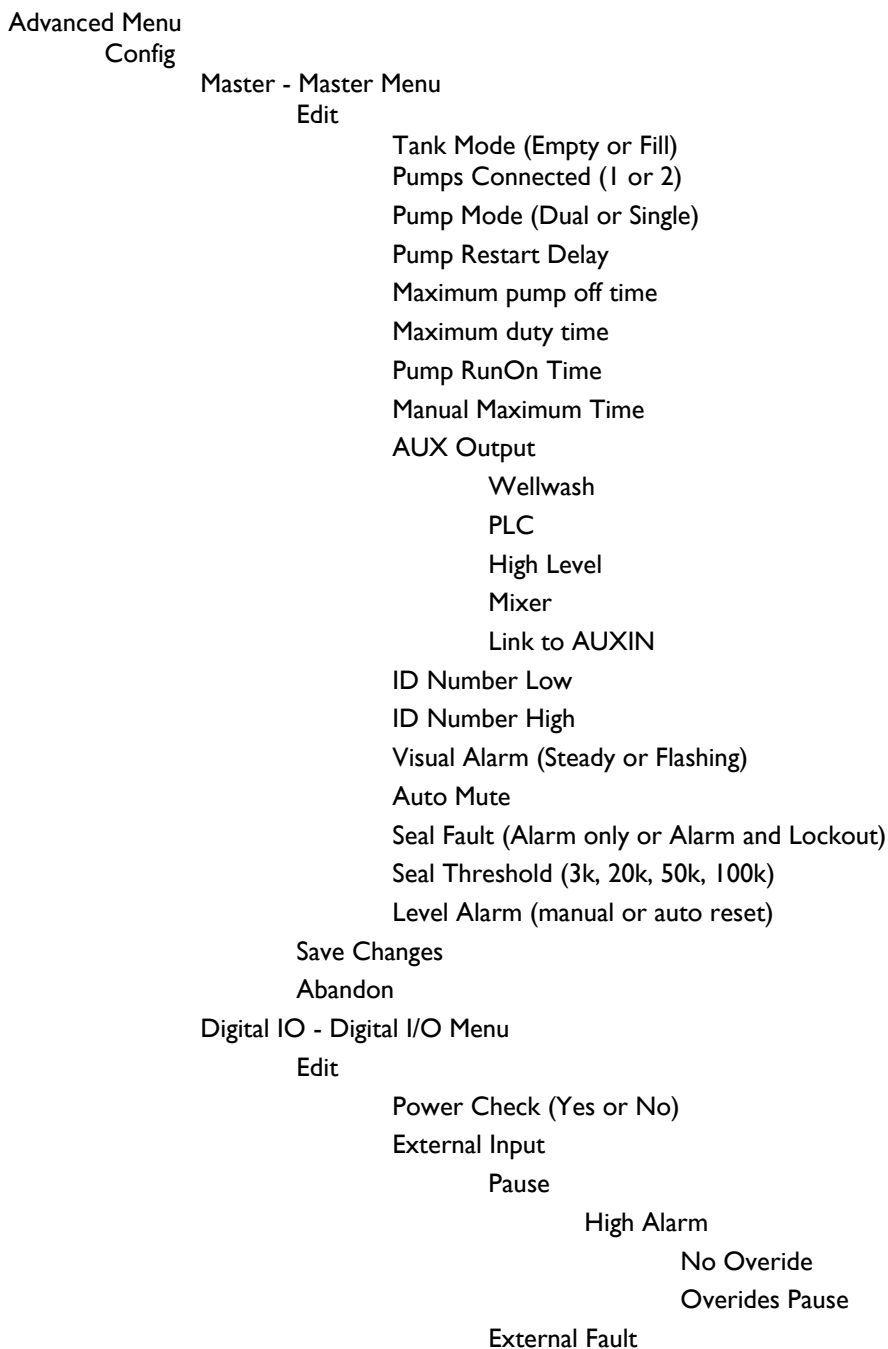 Advanced Menu
Config
Master - Master Menu
Edit
Tank Mode (Empty or Fill)
Pumps Connected (1 or 2)
Pump Mode (Dual or Single)
Pump Restart Delay
Maximum pump off time
Maximum duty time
Pump RunOn Time
Manual Maximum Time
AUX Output
Wellwash
PLC
High Level
Mixer
Link to AUXIN
ID Number Low
ID Number High
Visual Alarm (Steady or Flashing)
Auto Mute
Seal Fault (Alarm only or Alarm and Lockout)
Seal Threshold (3k, 20k, 50k, 100k)
Level Alarm (manual or auto reset)
Save Changes
Abandon
Digital IO - Digital I/O Menu
Edit
Power Check (Yes or No)
External Input
Pause
High Alarm
No Overide
Overides Pause
External Fault